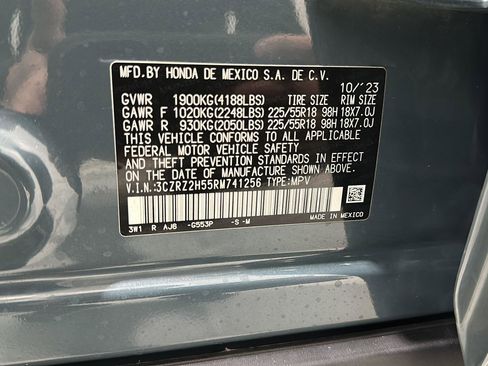 MFD.BY HONDA DE MEXICO S.A. DE C.V.
10/'23
GVWR 1900KG(4188LBS) TIRE SIZE RIM SIZE
GAWR F 1020KG(2248LBS) 225/55R18 98H 18X7.0J
GAWR R 930KG(2050LBS) 225/55R18 98H 18X7.0J
THIS VEHICLE CONFORMS TO ALL APPLICABLE
FEDERAL MOTOR VEHICLE SAFETY AND THEFT
PREVENTION STANDARDS IN EFFECT ON THE
DATE OF MANUFACTURE SHOWN ABOVE.
V.I.N:3CZRZ2H55RM741256 TYPE:MPV
3W1 R AJ6 -G553P -S -M MADE IN MEXICO